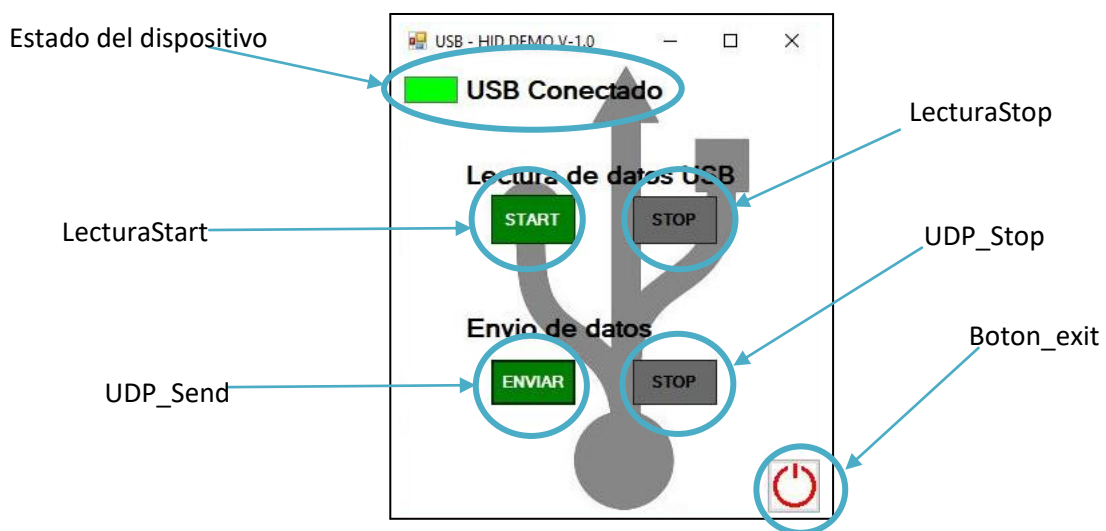 Estado del dispositivo
USB - HID DEMO V-1.0
USB Conectado
LecturaStop
Lectura de datos USB
START
STOP
LecturaStart
UDP_Stop
Envio de datos
Boton_exit
ENVIAR
STOP
UDP_Send